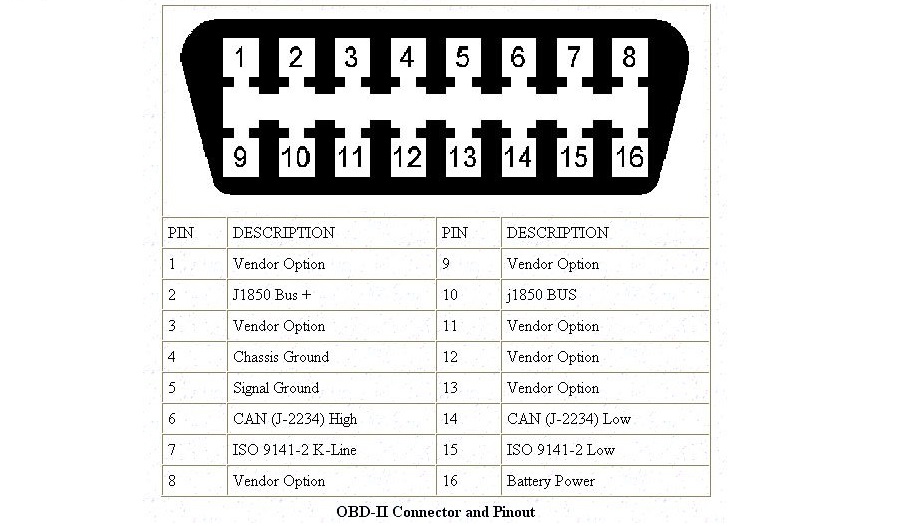 1 2 3 4 5 6 7 8
9 10 11 12 13 14 15 16
PIN DESCRIPTION PIN DESCRIPTION
1 Vendor Option 9 Vendor Option
2 J1850 Bus + 10 j1850 BUS
3 Vendor Option 11 Vendor Option
4 Chassis Ground 12 Vendor Option
5 Signal Ground 13 Vendor Option
6 CAN (J-2234) High 14 CAN (J-2234) Low
7 ISO 9141-2 K-Line 15 ISO 9141-2 Low
8 Vendor Option 16 Battery Power
OBD-II Connector and Pinout